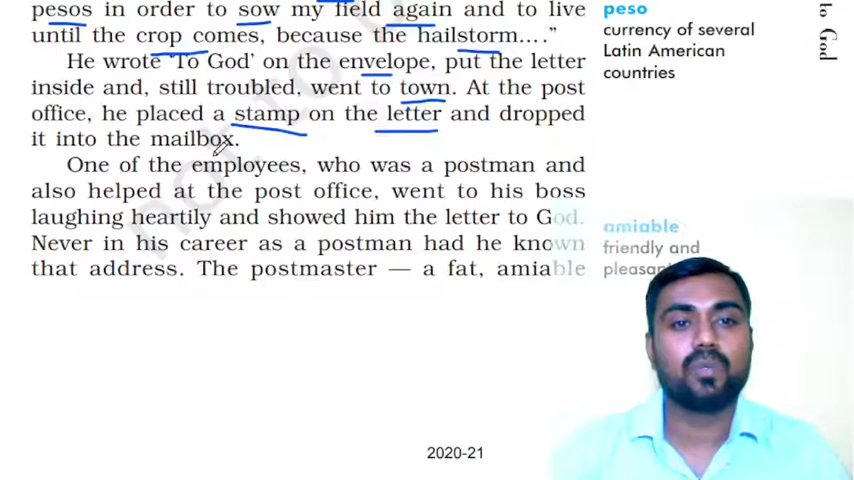 pesos in order to sow my field again and to live
until the crop comes, because the hailstorm...."
He wrote 'To God' on the envelope, put the letter
inside and, still troubled, went to town. At the post
office, he placed a stamp on the letter and dropped
it into the mailbox.
One of the employees, who was a postman and
also helped at the post office, went to his boss
laughing heartily and showed him the letter to God.
Never in his career as a postman had he known
that address. The postmaster — a fat, amiable
peso
currency of several
Latin American
countries
amiable
friendly and
pleasant
to God
not to b
2020-21